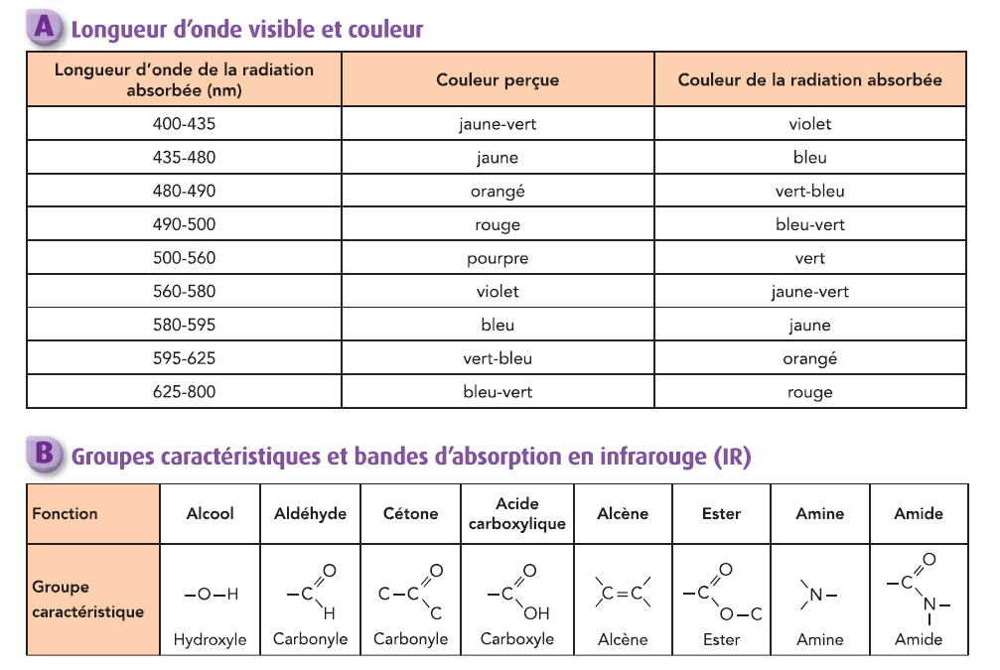 A Longueur d'onde visible et couleur
Longueur d'onde de la radiation absorbée (nm) Couleur perçue Couleur de la radiation absorbée
400-435 jaune-vert violet
435-480 jaune bleu
480-490 orangé vert-bleu
490-500 rouge bleu-vert
500-560 pourpre vert
560-580 violet jaune-vert
580-595 bleu jaune
595-625 vert-bleu orangé
625-800 bleu-vert rouge
B Groupes caractéristiques et bandes d'absorption en infrarouge (IR)
Fonction Alcool Aldéhyde Cétone Acide carboxylique Alcène Ester Amine Amide
Groupe caractéristique
–O–H
–C O H
C–C O C
–C O OH
C=C
–C O O–C
N–
–C O N–
Hydroxyle Carbonyle Carbonyle Carboxyle Alcène Ester Amine Amide